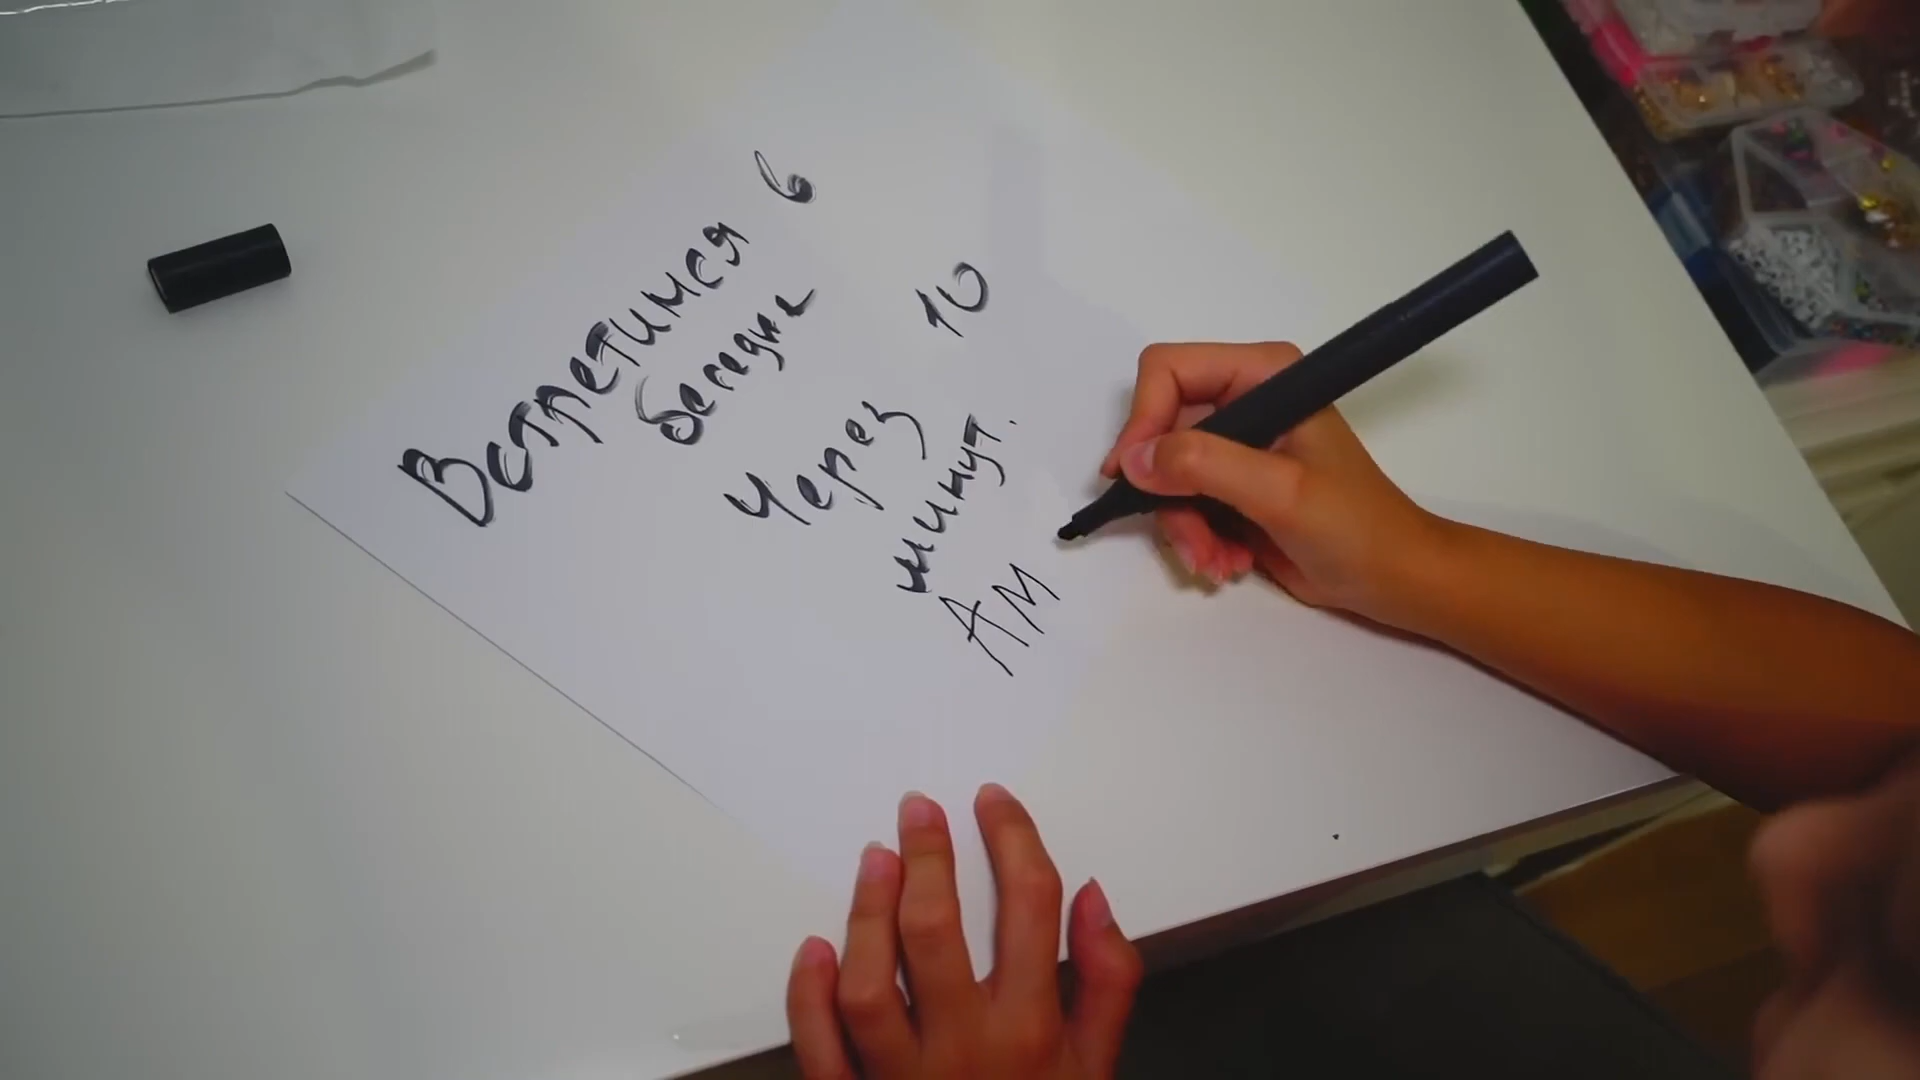 Встретимся в
беседке
Через 10
минут.
АМ